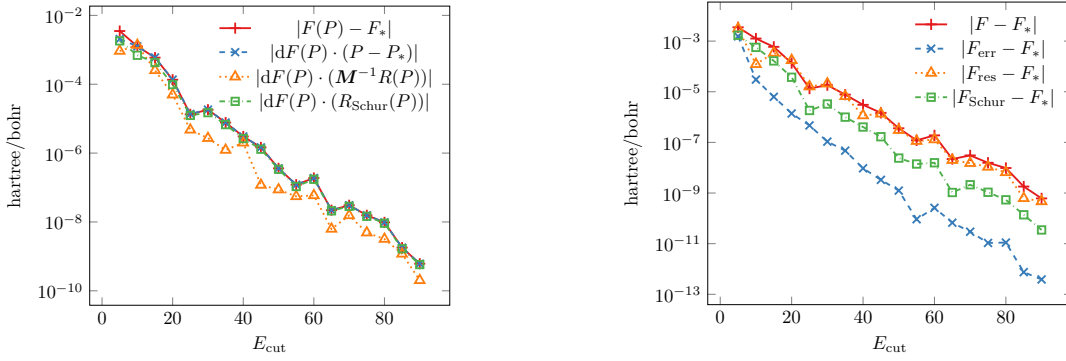 10⁻²
10⁻⁴
10⁻⁶
10⁻⁸
10⁻¹⁰
hartree/bohr
0
20
40
60
80
E_cut
|F(P) − F_*|
|dF(P) · (P − P_*)|
|dF(P) · (M⁻¹R(P))|
|dF(P) · (R_Schur(P))|
10⁻³
10⁻⁵
10⁻⁷
10⁻⁹
10⁻¹¹
10⁻¹³
hartree/bohr
0
20
40
60
80
E_cut
|F − F_*|
|F_err − F_*|
|F_res − F_*|
|F_Schur − F_*|